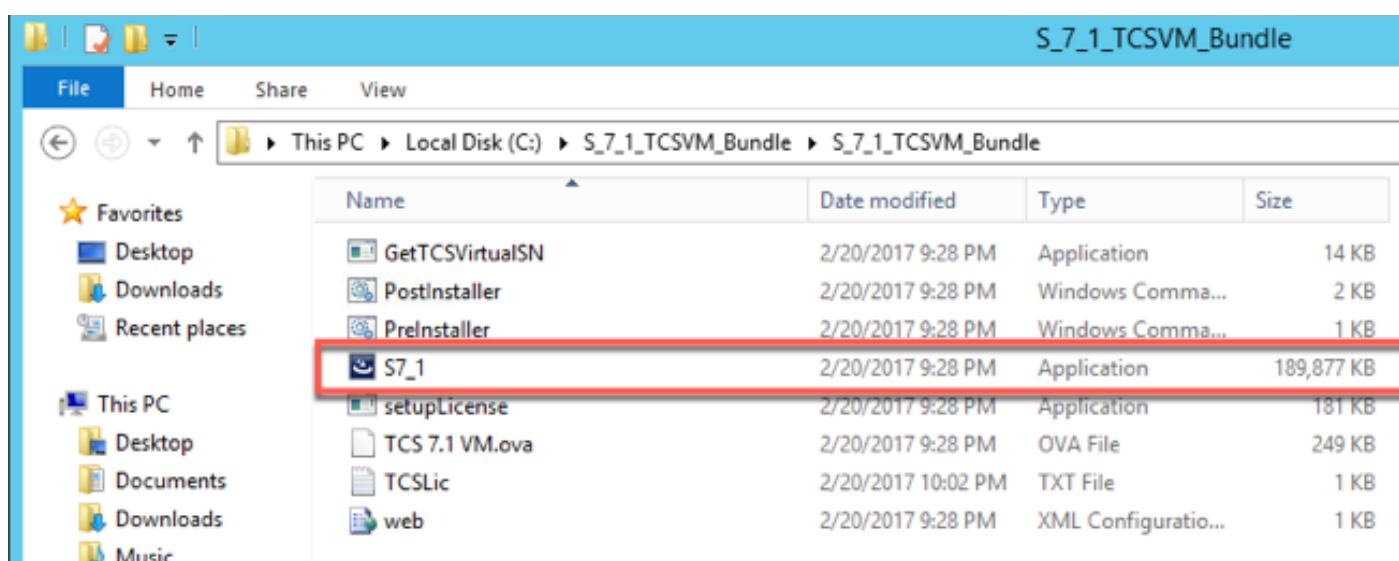 S_7_1_TCSVM_Bundle
File Home Share View
This PC Local Disk (C:) S_7_1_TCSVM_Bundle S_7_1_TCSVM_Bundle
Name Date modified Type Size
Favorites
Desktop
Downloads
Recent places
This PC
Desktop
Documents
Downloads
Music
GetTCSVirtualSN 2/20/2017 9:28 PM Application 14 KB
PostInstaller 2/20/2017 9:28 PM Windows Comma... 2 KB
PreInstaller 2/20/2017 9:28 PM Windows Comma... 1 KB
S7_1 2/20/2017 9:28 PM Application 189,877 KB
setupLicense 2/20/2017 9:28 PM Application 181 KB
TCS 7.1 VM.ova 2/20/2017 9:28 PM OVA File 249 KB
TCSLic 2/20/2017 10:02 PM TXT File 1 KB
web 2/20/2017 9:28 PM XML Configuratio... 1 KB